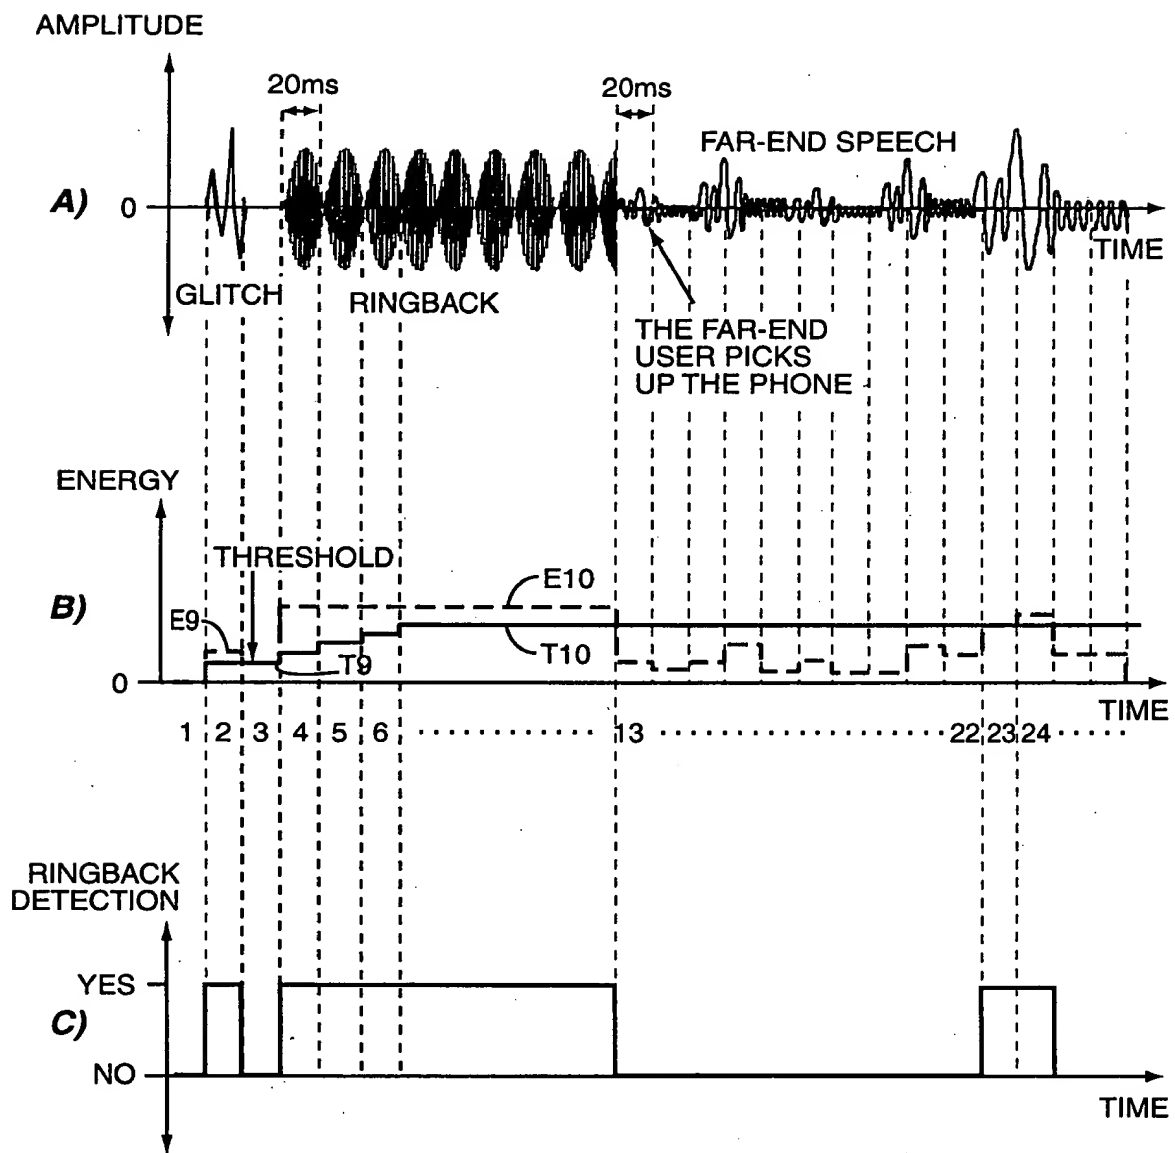 AMPLITUDE
20ms 20ms
FAR-END SPEECH
A) 0
TIME
GLITCH RINGBACK
THE FAR-END
USER PICKS
UP THE PHONE
ENERGY
THRESHOLD
E10
B)
E9
T9 T10
0
TIME
1 2 3 4 5 6 13 22 23 24
RINGBACK
DETECTION
YES
C)
NO
TIME